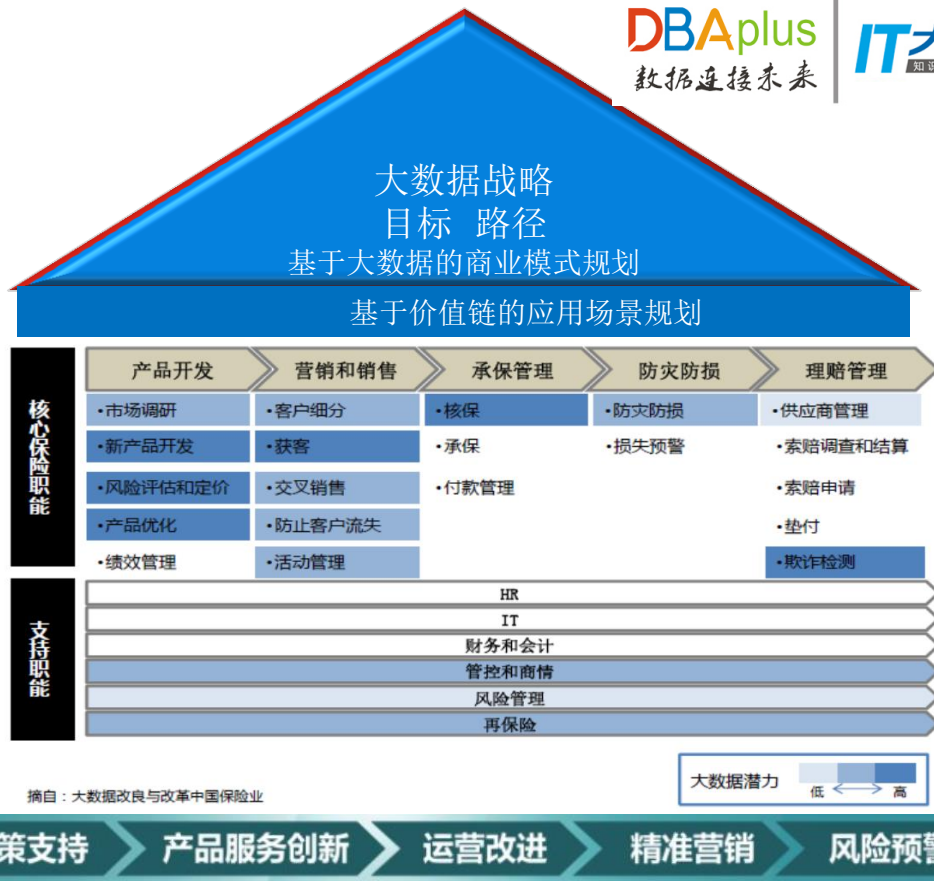 DBAplus
数据连接未来
IT
知识
大数据战略
目标 路径
基于大数据的商业模式规划
基于价值链的应用场景规划
核心保险职能
产品开发
营销和销售
承保管理
防灾防损
理赔管理
·市场调研
·客户细分
·核保
·防灾防损
·供应商管理
·新产品开发
·获客
·承保
·损失预警
·索赔调查和结算
·风险评估和定价
·交叉销售
·付款管理
·索赔申请
·产品优化
·防止客户流失
·垫付
·绩效管理
·活动管理
·欺诈检测
支持职能
HR
IT
财务和会计
管控和商情
风险管理
再保险
大数据潜力
低
高
摘自：大数据改良与改革中国保险业
策支持
产品服务创新
运营改进
精准营销
风险预警